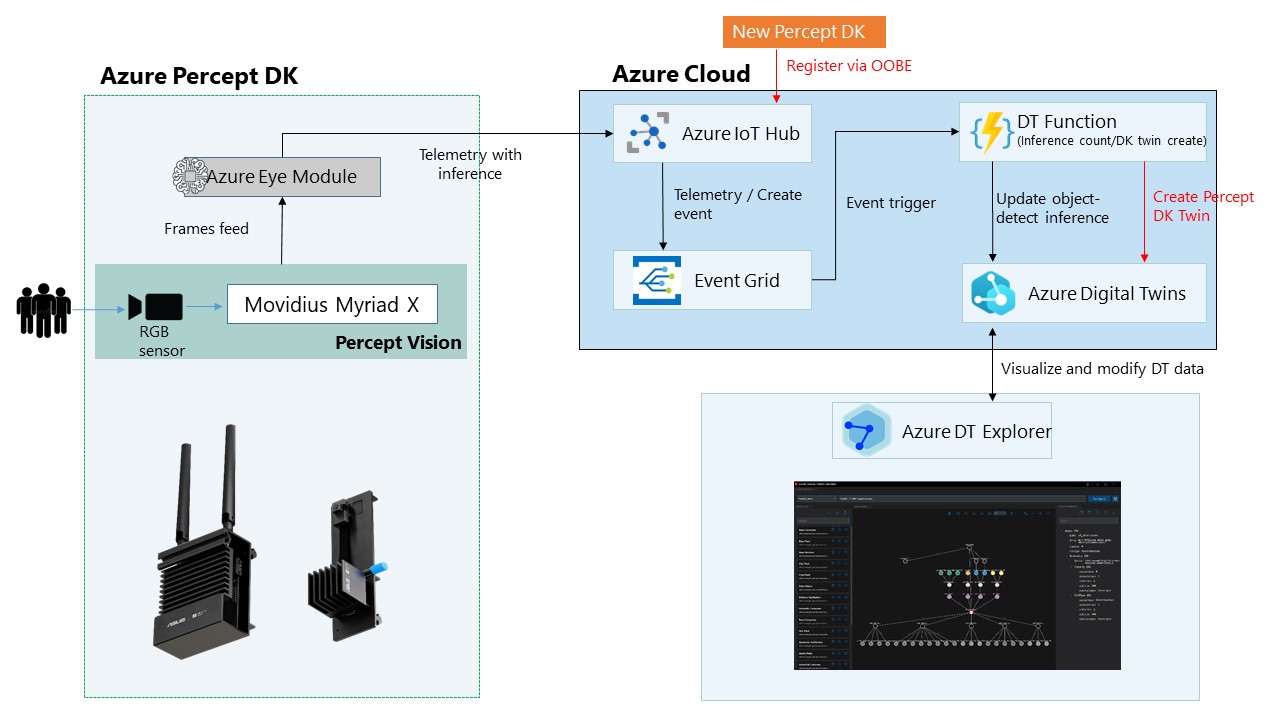 New Percept DK
Register via OOBE
Azure Percept DK
Azure Cloud
Azure IoT Hub
DT Function
(Inference count/DK twin create)
Telemetry with
inference
Azure Eye Module
Telemetry / Create
event
Event trigger
Update object-
detect inference
Create Percept
DK Twin
Frames feed
Event Grid
Azure Digital Twins
Movidius Myriad X
RGB
sensor
Percept Vision
Visualize and modify DT data
Azure DT Explorer
ASUS